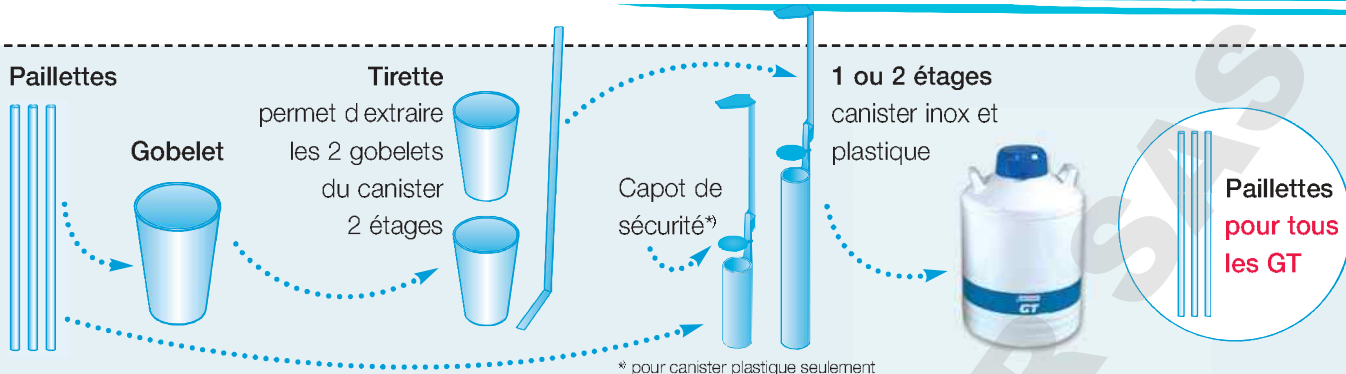 Paillettes
Gobelet
Tirette
permet d extraire
les 2 gobelets
du canister
2 étages
Capot de
sécurité*)
1 ou 2 étages
canister inox et
plastique
GT
Paillettes
pour tous
les GT
*) pour canister plastique seulement
R SAS